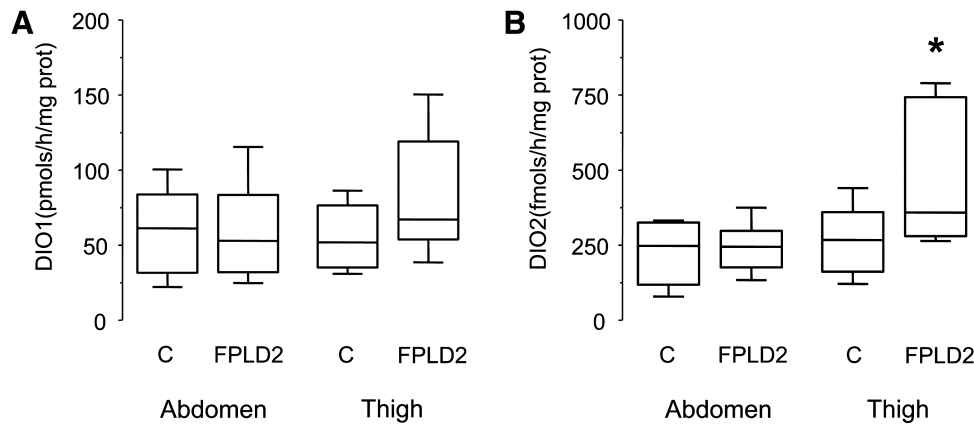 A
DIO1(pmols/h/mg prot)
200
150
100
50
0
C FPLD2 C FPLD2
Abdomen Thigh
B
DIO2(fmols/h/mg prot)
1000
750
500
250
0
*
C FPLD2 C FPLD2
Abdomen Thigh